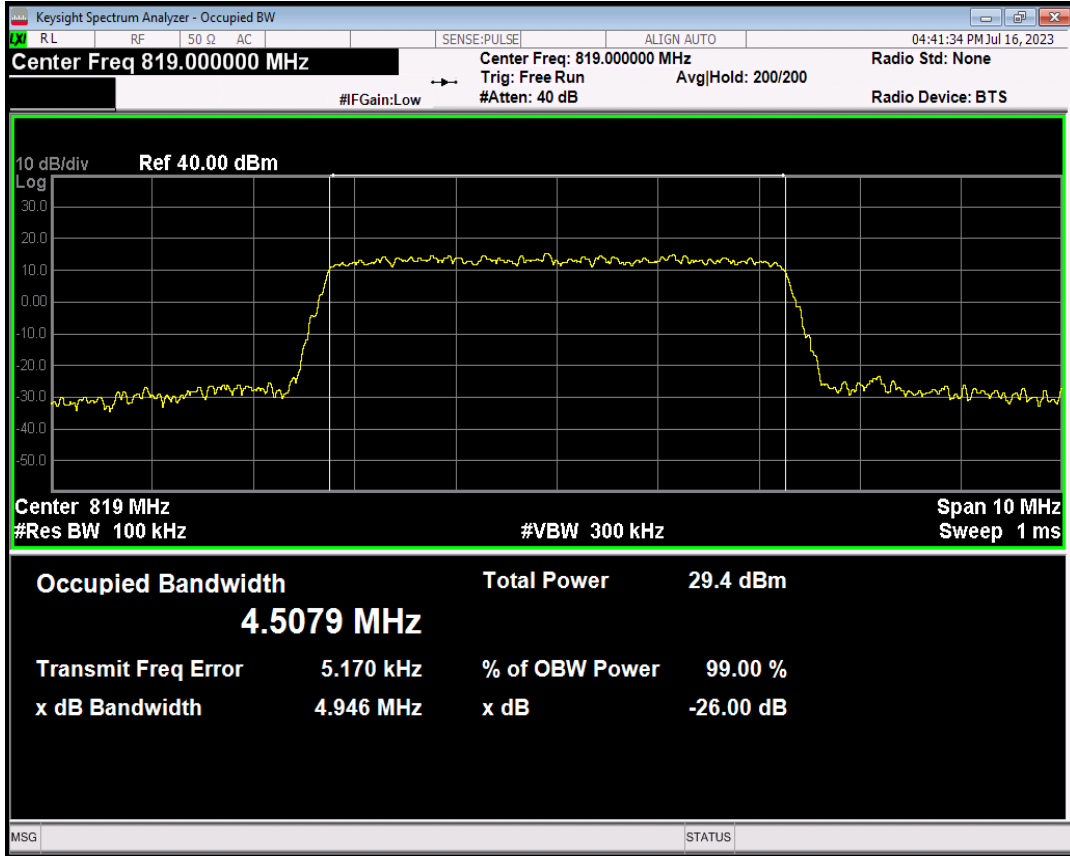 Keysight Spectrum Analyzer - Occupied BW
LXI RL RF 50 Ω AC SENSE:PULSE ALIGN AUTO 04:41:34 PM Jul 16, 2023
Center Freq 819.000000 MHz Center Freq: 819.000000 MHz Radio Std: None
Trig: Free Run Avg|Hold: 200/200
#IFGain:Low #Atten: 40 dB Radio Device: BTS
10 dB/div Ref 40.00 dBm
Log
30.0
20.0
10.0
0.00
-10.0
-20.0
-30.0
-40.0
-50.0
Center 819 MHz Span 10 MHz
#Res BW 100 kHz #VBW 300 kHz Sweep 1 ms
Occupied Bandwidth Total Power 29.4 dBm
4.5079 MHz
Transmit Freq Error 5.170 kHz % of OBW Power 99.00 %
x dB Bandwidth 4.946 MHz x dB -26.00 dB
MSG STATUS